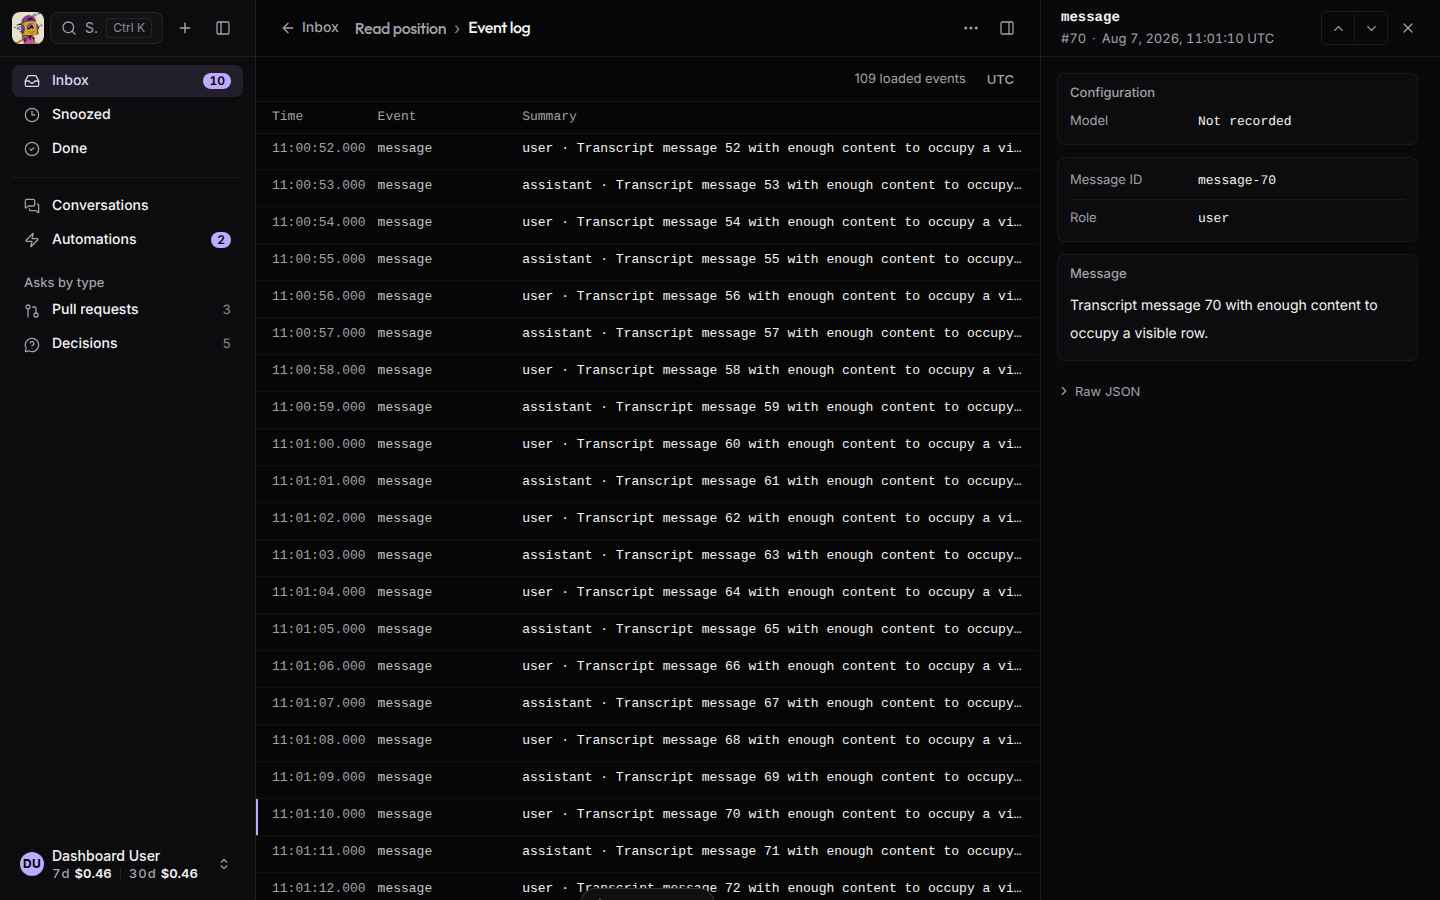 S.
Ctrl K
Inbox
10
Snoozed
Done
Conversations
Automations
2
Asks by type
Pull requests
3
Decisions
5
DU
Dashboard User
7d $0.46 | 30d $0.46
Inbox
Read position › Event log
109 loaded events
UTC
Time Event Summary
11:00:52.000 message user · Transcript message 52 with enough content to occupy a vi…
11:00:53.000 message assistant · Transcript message 53 with enough content to occupy…
11:00:54.000 message user · Transcript message 54 with enough content to occupy a vi…
11:00:55.000 message assistant · Transcript message 55 with enough content to occupy…
11:00:56.000 message user · Transcript message 56 with enough content to occupy a vi…
11:00:57.000 message assistant · Transcript message 57 with enough content to occupy…
11:00:58.000 message user · Transcript message 58 with enough content to occupy a vi…
11:00:59.000 message assistant · Transcript message 59 with enough content to occupy…
11:01:00.000 message user · Transcript message 60 with enough content to occupy a vi…
11:01:01.000 message assistant · Transcript message 61 with enough content to occupy…
11:01:02.000 message user · Transcript message 62 with enough content to occupy a vi…
11:01:03.000 message assistant · Transcript message 63 with enough content to occupy…
11:01:04.000 message user · Transcript message 64 with enough content to occupy a vi…
11:01:05.000 message assistant · Transcript message 65 with enough content to occupy…
11:01:06.000 message user · Transcript message 66 with enough content to occupy a vi…
11:01:07.000 message assistant · Transcript message 67 with enough content to occupy…
11:01:08.000 message user · Transcript message 68 with enough content to occupy a vi…
11:01:09.000 message assistant · Transcript message 69 with enough content to occupy…
11:01:10.000 message user · Transcript message 70 with enough content to occupy a vi…
11:01:11.000 message assistant · Transcript message 71 with enough content to occupy…
11:01:12.000 message user · Transcript message 72 with enough content to occupy a vi…
message
#70 · Aug 7, 2026, 11:01:10 UTC
Configuration
Model Not recorded
Message ID message-70
Role user
Message
Transcript message 70 with enough content to
occupy a visible row.
Raw JSON